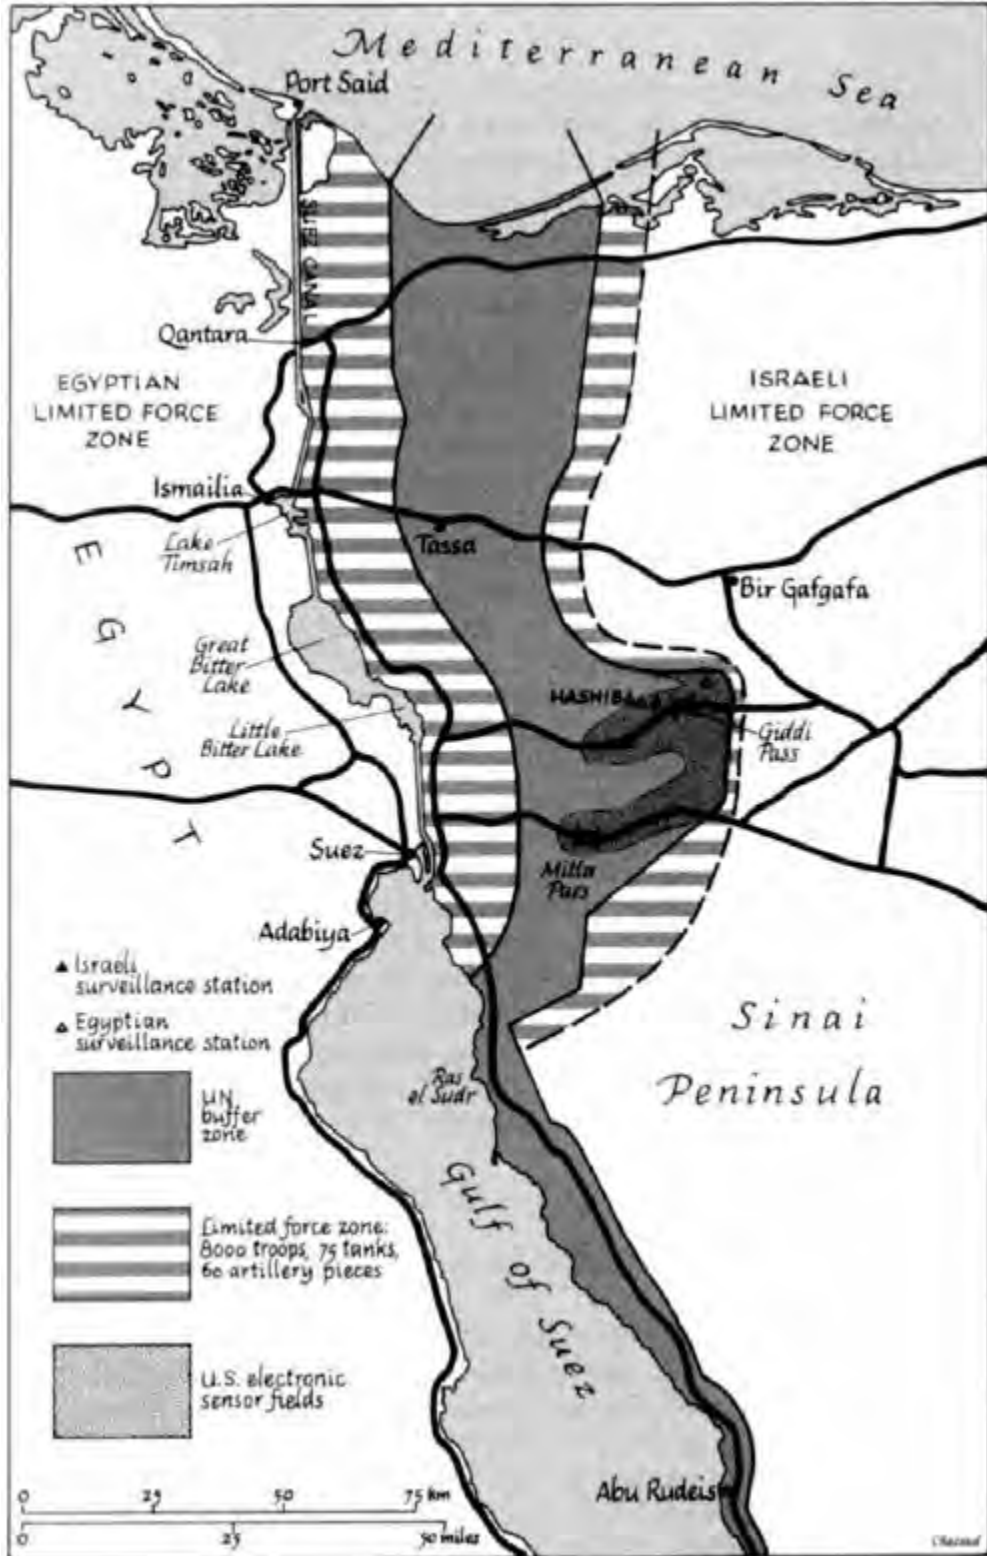 Mediterranean Sea
Port Said
SUEZ CANAL
Qantara
EGYPTIAN
LIMITED FORCE
ZONE
ISRAELI
LIMITED FORCE
ZONE
Ismailia
Lake
Timsah
Tassa
Bir Gafgafa
EGYPT
Great
Bitter
Lake
HASHIBA
Little
Bitter Lake
Giddi
Pass
Suez
Mitla
Pass
Adabiya
▲ Israeli
surveillance station
△ Egyptian
surveillance station
Sinai
Peninsula
Ras
el Sudr
U.N.
buffer
zone
Gulf of Suez
Limited force zone:
8000 troops, 75 tanks,
60 artillery pieces
U.S. electronic
sensor fields
Abu Rudeis
0 25 50 75 km
0 25 50 miles